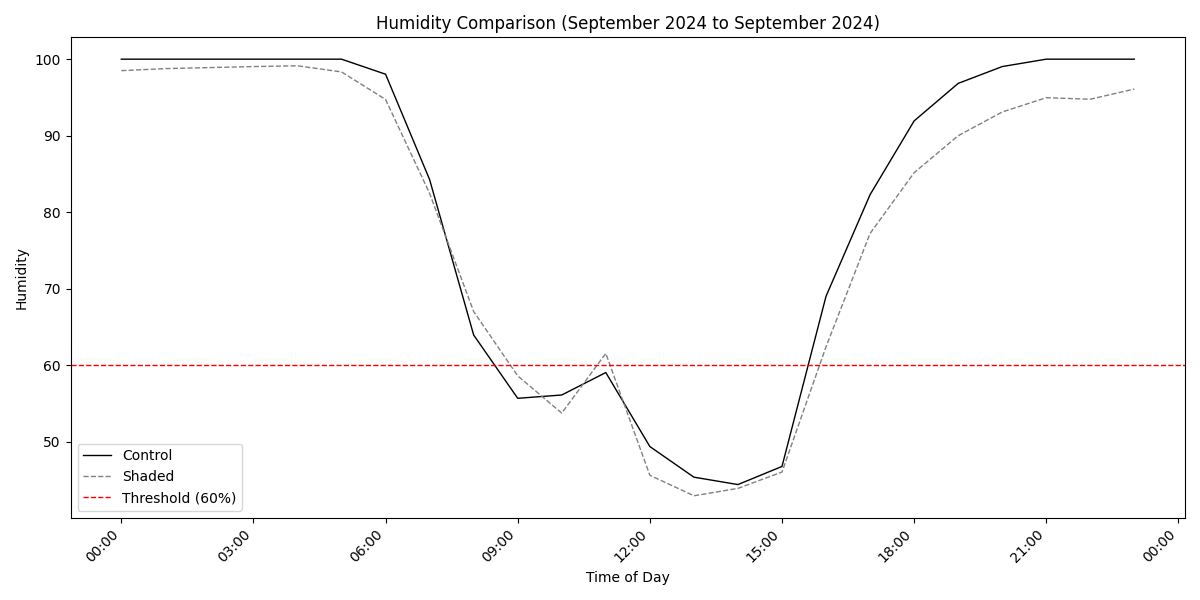 Humidity Comparison (September 2024 to September 2024)
Humidity
100
90
80
70
60
50
Control
Shaded
Threshold (60%)
00:00
03:00
06:00
09:00
12:00
15:00
18:00
21:00
00:00
Time of Day